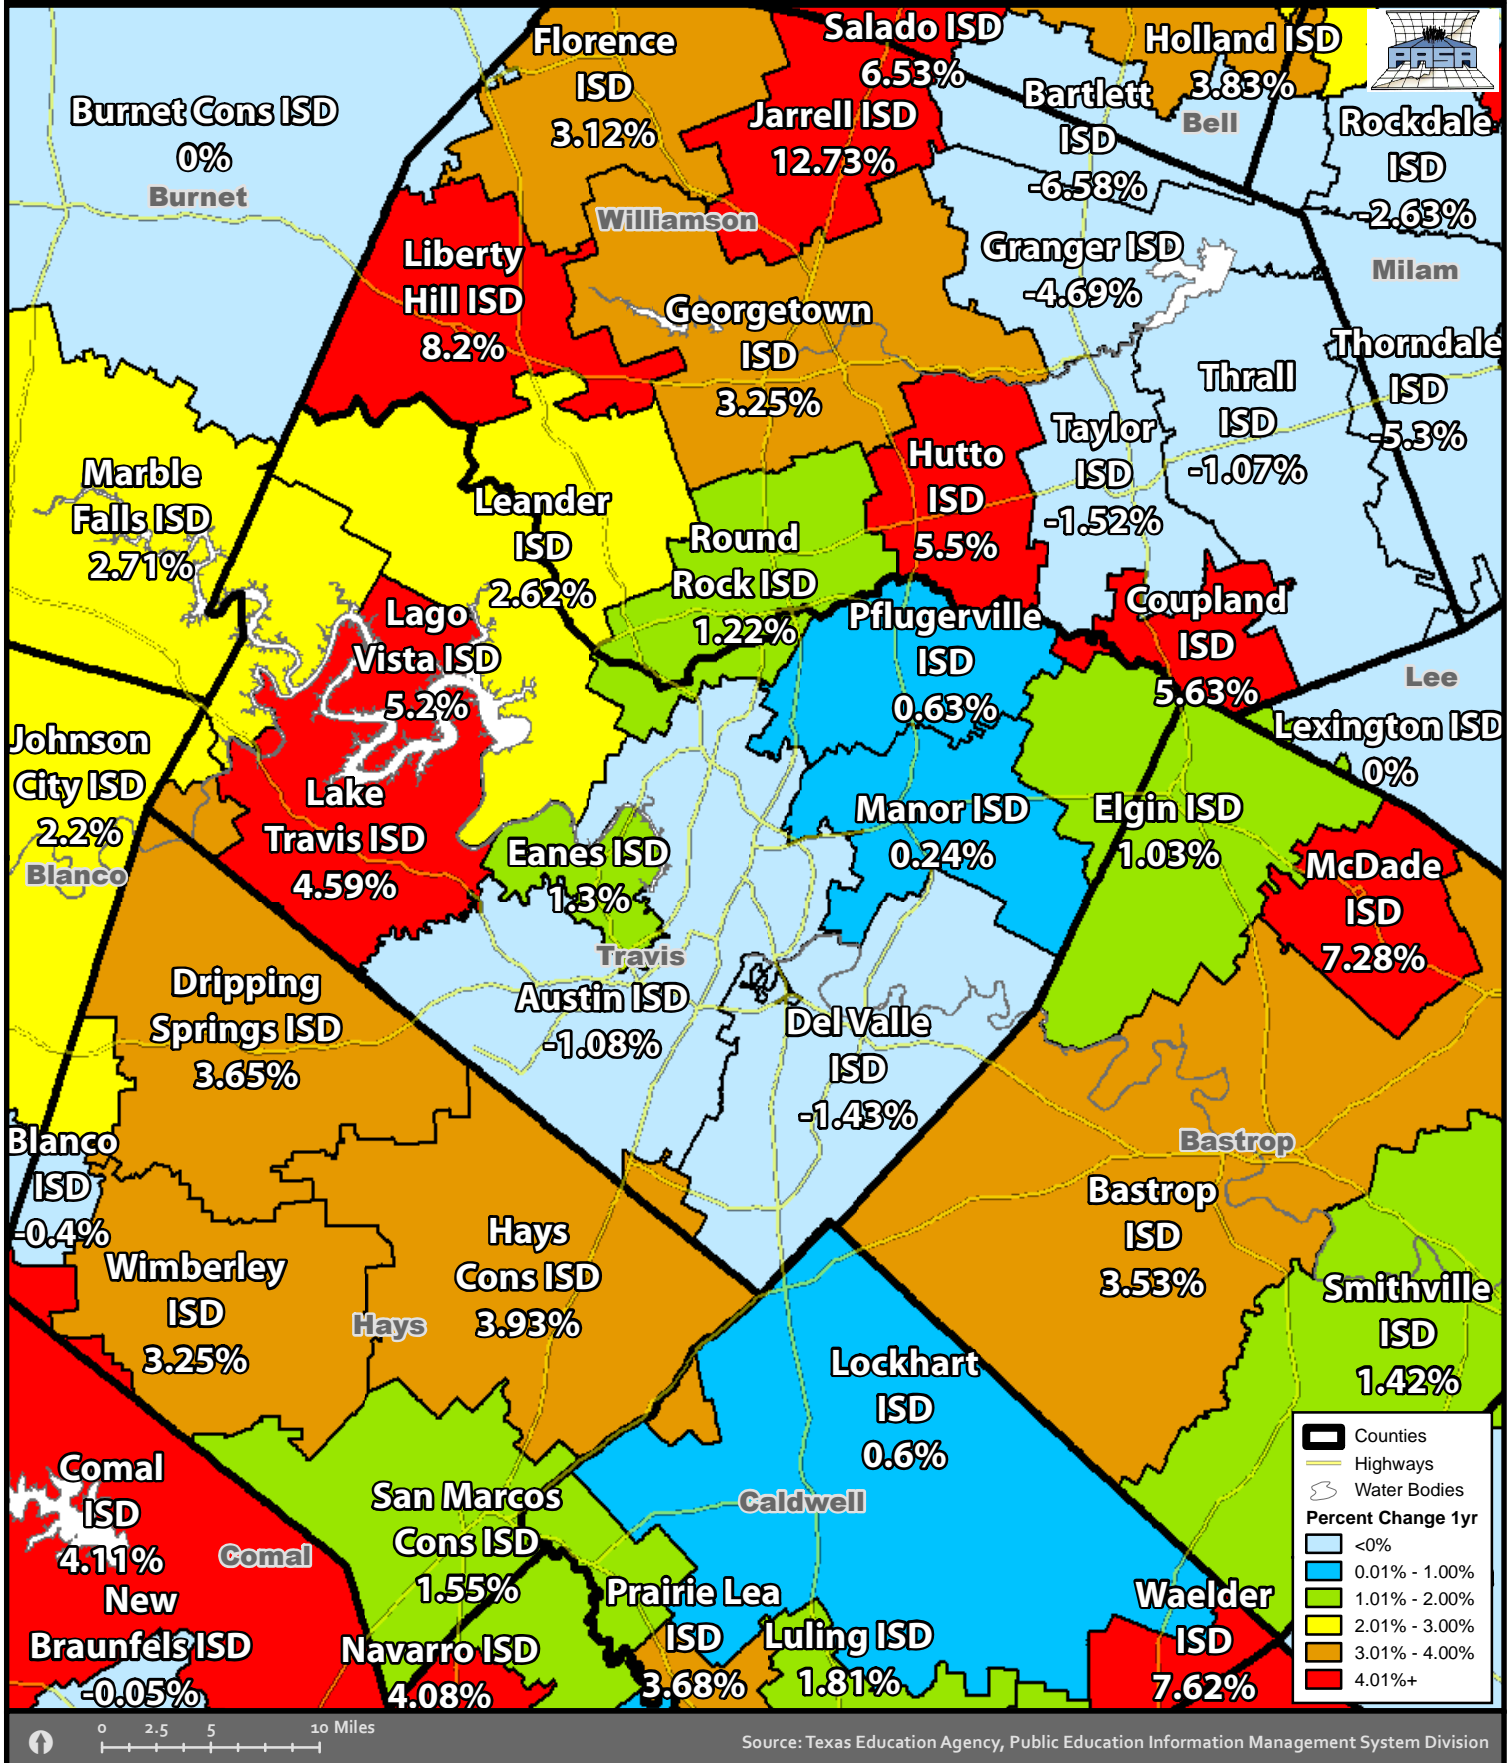 Florence
ISD
3.12%
Salado ISD
6.53%
Holland ISD
3.83%
PASA
Burnet Cons ISD
0%
Burnet
Jarrell ISD
12.73%
Bartlett
ISD
-6.58%
Bell
Rockdale
ISD
-2.63%
Williamson
Liberty
Hill ISD
8.2%
Granger ISD
-4.69%
Milam
Georgetown
ISD
3.25%
Thorndale
ISD
-5.3%
Thrall
ISD
-1.07%
Taylor
ISD
-1.52%
Hutto
ISD
5.5%
Marble
Falls ISD
2.71%
Leander
ISD
2.62%
Round
Rock ISD
1.22%
Lago
Vista ISD
5.2%
Pflugerville
ISD
0.63%
Coupland
ISD
5.63%
Lee
Lexington ISD
0%
Johnson
City ISD
2.2%
Blanco
Lake
Travis ISD
4.59%
Eanes ISD
1.3%
Manor ISD
0.24%
Elgin ISD
1.03%
McDade
ISD
7.28%
Travis
Austin ISD
-1.08%
Dripping
Springs ISD
3.65%
Del Valle
ISD
-1.43%
Blanco
ISD
-0.4%
Bastrop
Bastrop
ISD
3.53%
Wimberley
ISD
3.25%
Hays
Cons ISD
3.93%
Hays
Smithville
ISD
1.42%
Lockhart
ISD
0.6%
Caldwell
Comal
ISD
4.11%
Comal
San Marcos
Cons ISD
1.55%
New
Braunfels ISD
-0.05%
Navarro ISD
4.08%
Prairie Lea
ISD
3.68%
Luling ISD
1.81%
Waelder
ISD
7.62%
Counties
Highways
Water Bodies
Percent Change 1yr
<0%
0.01% - 1.00%
1.01% - 2.00%
2.01% - 3.00%
3.01% - 4.00%
4.01%+
0 2.5 5 10 Miles
Source: Texas Education Agency, Public Education Information Management System Division